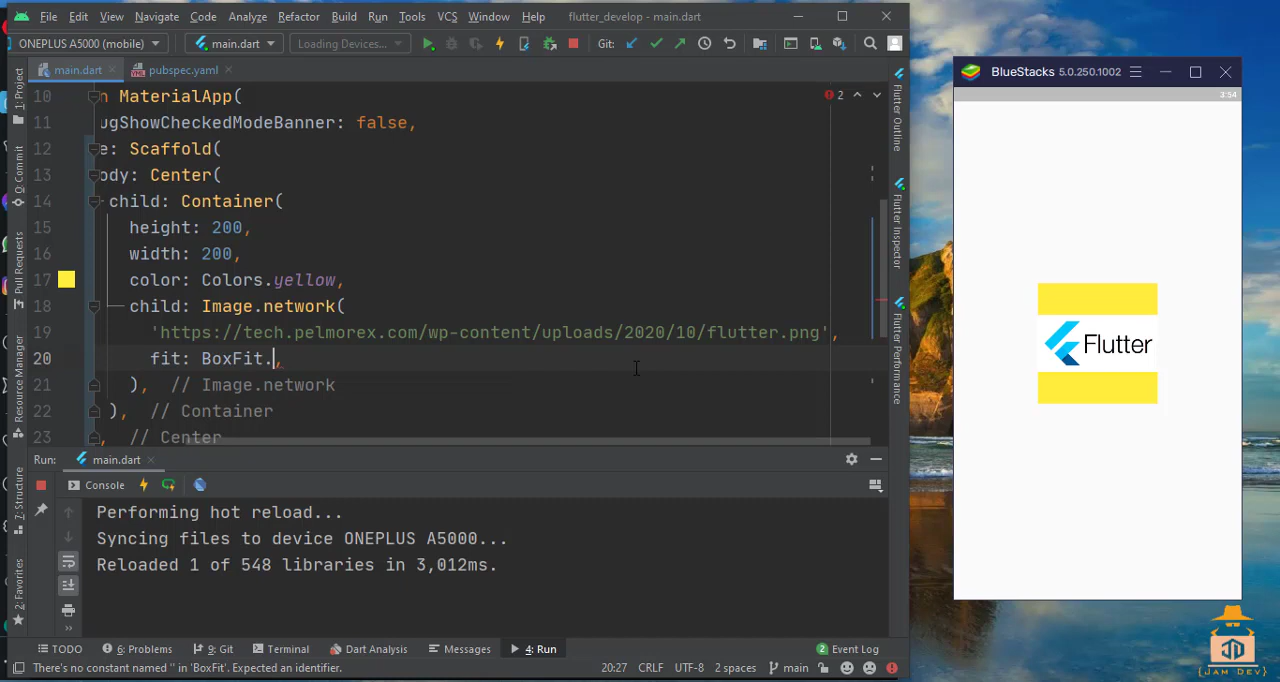 File Edit View Navigate Code Analyze Refactor Build Run Tools VCS Window Help flutter_develop - main.dart
ONEPLUS A5000 (mobile) main.dart Loading Devices... Git:
main.dart pubspec.yaml
10 n MaterialApp( 2
11 ugShowCheckedModeBanner: false,
12 e: Scaffold(
13 ody: Center(
14 child: Container(
15 height: 200,
16 width: 200,
17 color: Colors.yellow,
18 child: Image.network(
19 'https://tech.pelmorex.com/wp-content/uploads/2020/10/flutter.png',
20 fit: BoxFit.,
21 ), // Image.network
22 ), // Container
23 , // Center
1: Project
0: Commit
Pull Requests
Resource Manager
Z: Structure
2: Favorites
Flutter Outline
Flutter Inspector
Flutter Performance
Run: main.dart
Console
Performing hot reload...
Syncing files to device ONEPLUS A5000...
Reloaded 1 of 548 libraries in 3,012ms.
TODO 6: Problems 9: Git Terminal Dart Analysis Messages 4: Run 2 Event Log
There's no constant named '' in 'BoxFit'. Expected an identifier. 20:27 CRLF UTF-8 2 spaces main
BlueStacks 5.0.250.1002
3:54
Flutter
JD
{JAM DEV}